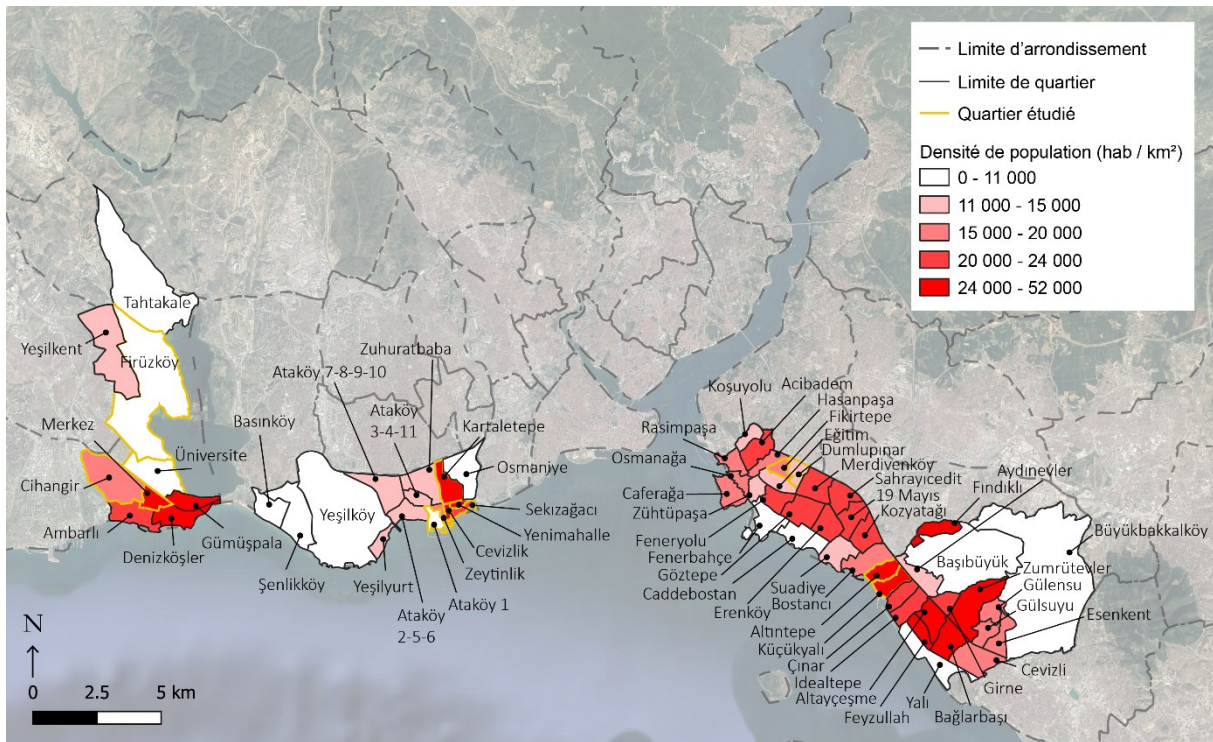 Limite d’arrondissement
Limite de quartier
Quartier étudié
Densité de population (hab / km²)
0 - 11 000
11 000 - 15 000
15 000 - 20 000
20 000 - 24 000
24 000 - 52 000
Tahtakale
Yeşilkent
Firüzköy
Merkez
Üniversite
Cihangir
Ambarlı
Denizköşler
Gümüşpala
Zuhuratbaba
Ataköy 7-8-9-10
Ataköy
3-4-11
Basınköy
Kartaletepe
Osmaniye
Yeşilköy
Sekızağacı
Yenimahalle
Cevizlik
Zeytinlik
Şenlikköy
Yeşilyurt
Ataköy 1
Ataköy
2-5-6
Koşuyolu
Acibadem
Hasanpaşa
Fikirtepe
Eğitim
Dumlupınar
Merdivenköy
Sahrayıcedit
19 Mayıs
Kozyatağı
Rasimpaşa
Osmanağa
Caferağa
Zühtüpaşa
Feneryolu
Fenerbahçe
Göztepe
Caddebostan
Erenköy
Suadiye
Bostancı
Altıntepe
Küçükyalı
Çınar
Idealtepe
Altayçeşme
Feyzullah
Yalı
Bağlarbaşı
Girne
Cevizli
Aydınevler
Fındıklı
Büyükbakkalköy
Başıbüyük
Zumrütevler
Gülensu
Gülsuyu
Esenkent
N
0 2.5 5 km